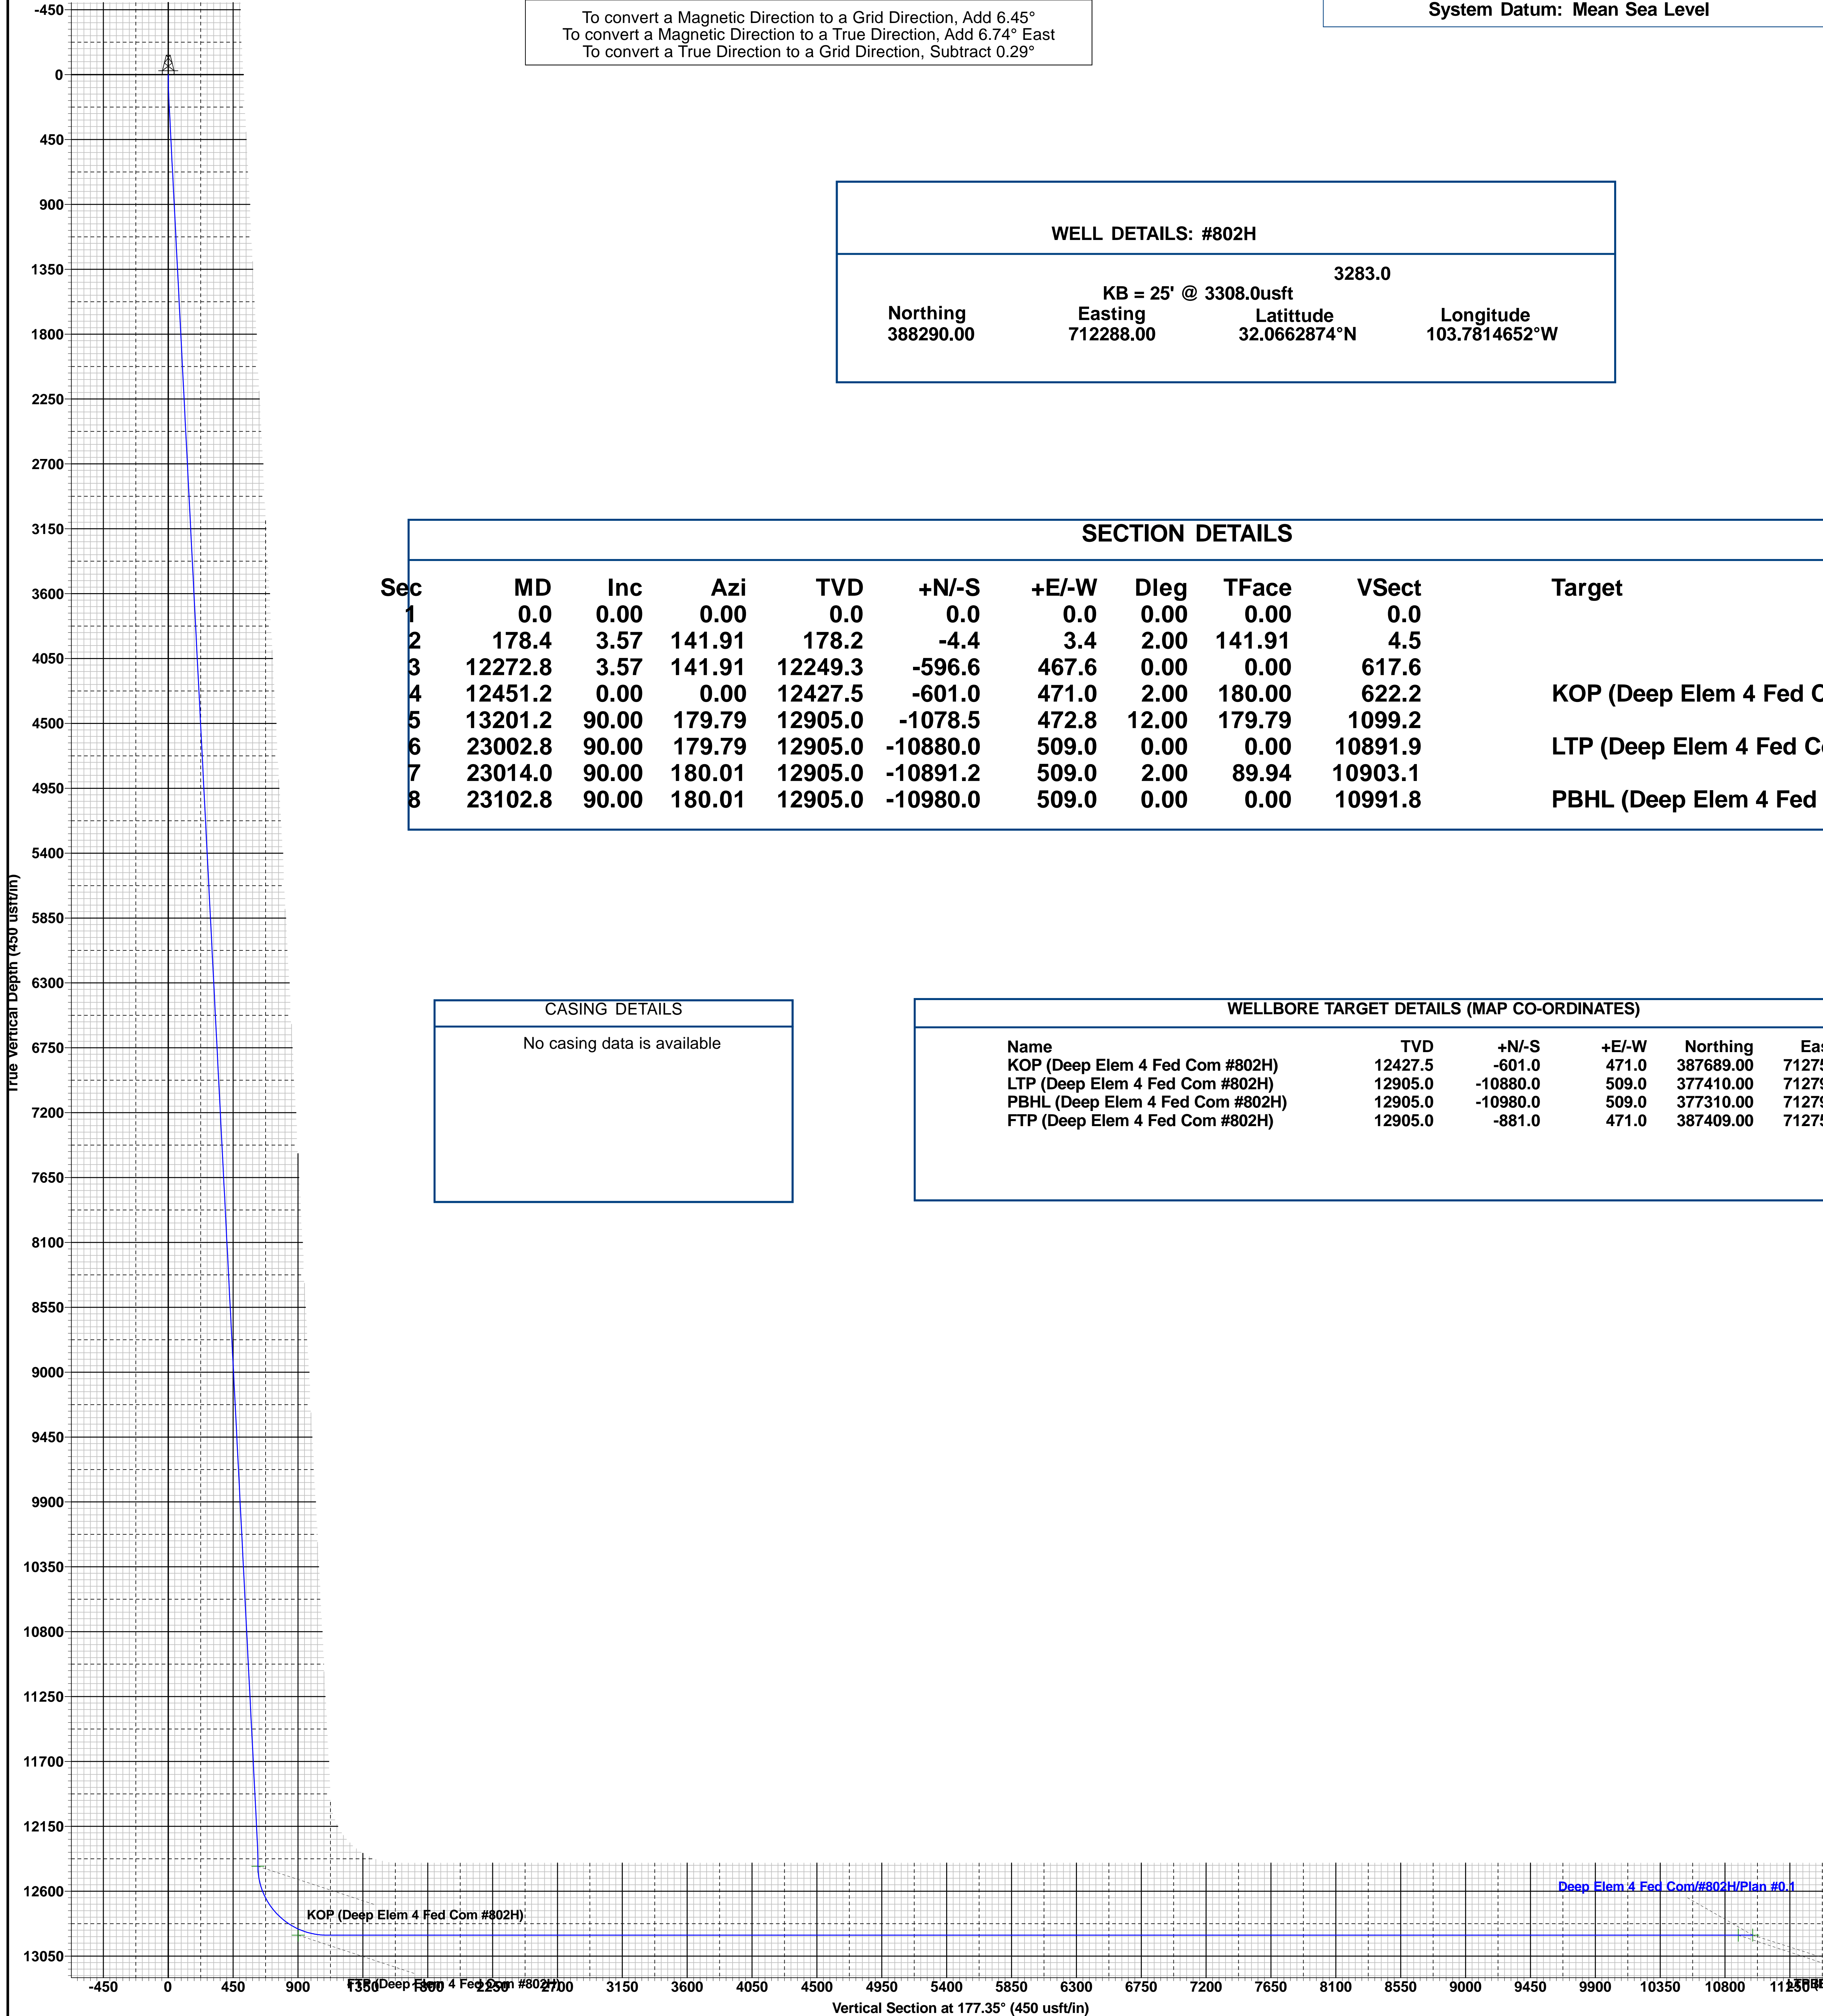 To convert a Magnetic Direction to a Grid Direction, Add 6.45°
To convert a Magnetic Direction to a True Direction, Add 6.74° East
To convert a True Direction to a Grid Direction, Subtract 0.29°
System Datum: Mean Sea Level
WELL DETAILS: #802H
3283.0
KB = 25' @ 3308.0usft
Northing Easting Latittude Longitude
388290.00 712288.00 32.0662874°N 103.7814652°W
SECTION DETAILS
Sec MD Inc Azi TVD +N/-S +E/-W Dleg TFace VSect Target
1 0.0 0.00 0.00 0.0 0.0 0.0 0.00 0.00 0.0
2 178.4 3.57 141.91 178.2 -4.4 3.4 2.00 141.91 4.5
3 12272.8 3.57 141.91 12249.3 -596.6 467.6 0.00 0.00 617.6
4 12451.2 0.00 0.00 12427.5 -601.0 471.0 2.00 180.00 622.2 KOP (Deep Elem 4 Fed
5 13201.2 90.00 179.79 12905.0 -1078.5 472.8 12.00 179.79 1099.2
6 23002.8 90.00 179.79 12905.0 -10880.0 509.0 0.00 0.00 10891.9 LTP (Deep Elem 4 Fed
7 23014.0 90.00 180.01 12905.0 -10891.2 509.0 2.00 89.94 10903.1
8 23102.8 90.00 180.01 12905.0 -10980.0 509.0 0.00 0.00 10991.8 PBHL (Deep Elem 4 Fed
CASING DETAILS
No casing data is available
WELLBORE TARGET DETAILS (MAP CO-ORDINATES)
Name TVD +N/-S +E/-W Northing
KOP (Deep Elem 4 Fed Com #802H) 12427.5 -601.0 471.0 387689.00
LTP (Deep Elem 4 Fed Com #802H) 12905.0 -10880.0 509.0 377410.00
PBHL (Deep Elem 4 Fed Com #802H) 12905.0 -10980.0 509.0 377310.00
FTP (Deep Elem 4 Fed Com #802H) 12905.0 -881.0 471.0 387409.00
True Vertical Depth (450 usft/in)
-450
0
450
900
1350
1800
2250
2700
3150
3600
4050
4500
4950
5400
5850
6300
6750
7200
7650
8100
8550
9000
9450
9900
10350
10800
11250
11700
12150
12600
13050
Deep Elem 4 Fed Com/#802H/Plan #0.1
KOP (Deep Elem 4 Fed Com #802H)
FTP (Deep Elem 4 Fed Com #802H)
-450 0 450 900 1350 1800 2250 2700 3150 3600 4050 4500 4950 5400 5850 6300 6750 7200 7650 8100 8550 9000 9450 9900 10350 10800 11250
Vertical Section at 177.35° (450 usft/in)